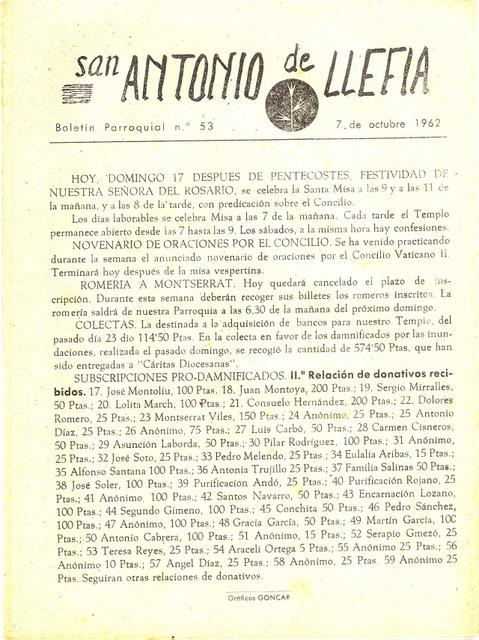 san ANTONIO de LLEFIA
Boletín Parroquial n.º 53 7 de octubre 1962
HOY, DOMINGO 17 DESPUES DE PENTECOSTES, FESTIVIDAD DE
NUESTRA SEÑORA DEL ROSARIO, se celebra la Santa Misa a las 9 y a las 11 de
la mañana, y a las 8 de la tarde, con predicación sobre el Concilio.
Los días laborables se celebra Misa a las 7 de la mañana. Cada tarde el Templo
permanece abierto desde las 7 hasta las 9. Los sábados, a la misma hora hay confesiones.
NOVENARIO DE ORACIONES POR EL CONCILIO. Se ha venido practicando
durante la semana el anunciado novenario de oraciones por el Concilio Vaticano II.
Terminará hoy después de la misa vespertina.
ROMERIA A MONTSERRAT. Hoy quedará cancelado el plazo de ins-
cripción. Durante esta semana deberán recoger sus billetes los romeros inscritos. La
romería saldrá de nuestra Parroquia a las 6,30 de la mañana del próximo domingo.
COLECTAS. La destinada a la adquisición de bancos para nuestro Templo, del
pasado día 23 dio 114'50 Ptas. En la colecta en favor de los damnificados por las inun-
daciones, realizada el pasado domingo, se recogió la cantidad de 574'50 Ptas, que han
sido entregadas a "Cáritas Diocesanas".
SUBSCRIPCIONES PRO-DAMNIFICADOS. II.ª Relación de donativos reci-
bidos. 17. José Montolíu, 100 Ptas. 18. Juan Montoya, 200 Ptas.; 19. Sergio Miralles,
50 Ptas.; 20. Lolita March, 100 Ptas.; 21. Consuelo Hernández, 200 Ptas.; 22. Dolores
Romero, 25 Ptas.; 23 Montserrat Viles, 150 Ptas.; 24 Anónimo, 25 Ptas.; 25 Antonio
Díaz, 25 Ptas.; 26 Anónimo, 75 Ptas.; 27 Luís Carbó, 50 Ptas.; 28 Carmen Cisneros,
50 Ptas.; 29 Asunción Laborda, 50 Ptas.; 30 Pilar Rodríguez, 100 Ptas.; 31 Anónimo,
25 Ptas.; 32 José Soto, 25 Ptas.; 33 Pedro Melendo, 25 Ptas.; 34 Eulalia Aribas, 15 Ptas.;
35 Alfonso Santana 100 Ptas.; 36 Antonia Trujillo 25 Ptas.; 37 Familia Salinas 50 Ptas.;
38 José Soler, 100 Ptas.; 39 Purificacion Andó, 25 Ptas.; 40 Purificación Rojano, 25
Ptas.; 41 Anónimo, 100 Ptas.; 42 Santos Navarro, 50 Ptas.; 43 Encarnación Lozano,
100 Ptas.; 44 Segundo Gimeno, 100 Ptas.; 45 Conchita 50 Ptas.; 46 Pedro Sánchez,
100 Ptas.; 47 Anónimo, 100 Ptas.; 48 Gracia García, 50 Ptas.; 49 Martín García, 100
Ptas.; 50 Antonio Cabrera, 100 Ptas.; 51 Anónimo, 15 Ptas.; 52 Serapio Gmezó, 25
Ptas.; 53 Teresa Reyes, 25 Ptas.; 54 Araceli Ortega 5 Ptas.; 55 Anónimo 25 Ptas.; 56
Anónimo 10 Ptas.; 57 Angel Díaz, 25 Ptas.; 58 Anónimo, 25 Ptas. 59 Anónimo 25
Ptas. Seguiran otras relaciones de donativos.
Gráficos GONCAR